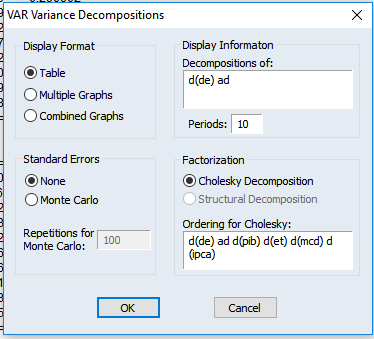 VAR Variance Decompositions
Display Format
Table
Multiple Graphs
Combined Graphs
Display Informaton
Decompositions of:
d(de) ad
Periods: 10
Standard Errors
None
Monte Carlo
Repetitions for
Monte Carlo:
100
Factorization
Cholesky Decomposition
Structural Decomposition
Ordering for Cholesky:
d(de) ad d(pib) d(et) d(mcd) d
(ipca)
OK
Cancel